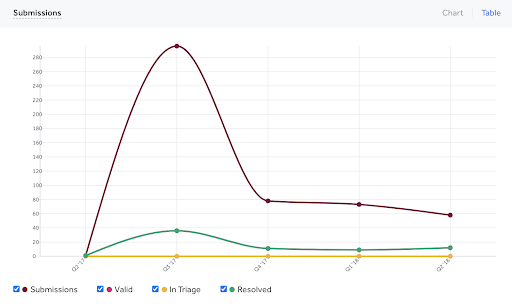 Submissions
Chart
Table
280
260
240
220
200
180
160
140
120
100
80
60
40
20
0
Q2 '17
Q3 '17
Q4 '17
Q1 '18
Q2 '18
Submissions
Valid
In Triage
Resolved